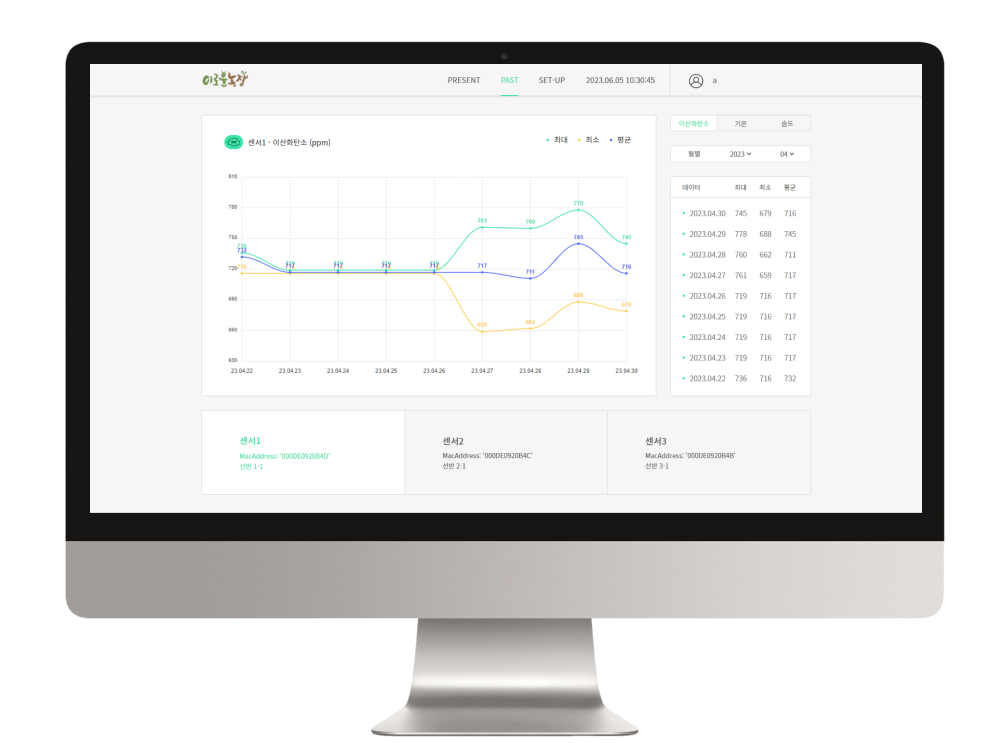 이로운농장 PRESENT PAST SET-UP 2023.06.05 10:30:45 a
센서1 - 이산화탄소 (ppm)
최대 최소 평균
810
780
750
720
690
660
630
736 719 719 719 719 761 760 778 745
732 717 717 717 717 717 711 745 716
716 659 662 688 679
23.04.22 23.04.23 23.04.24 23.04.25 23.04.26 23.04.27 23.04.28 23.04.29 23.04.30
이산화탄소 기온 습도
월별 2023 04
데이터 최대 최소 평균
2023.04.30 745 679 716
2023.04.29 778 688 745
2023.04.28 760 662 711
2023.04.27 761 659 717
2023.04.26 719 716 717
2023.04.25 719 716 717
2023.04.24 719 716 717
2023.04.23 719 716 717
2023.04.22 736 716 732
센서1
MacAddress: '000DE0920B4D'
선반 1-1
센서2
MacAddress: '000DE0920B4C'
선반 2-1
센서3
MacAddress: '000DE0920B4B'
선반 3-1